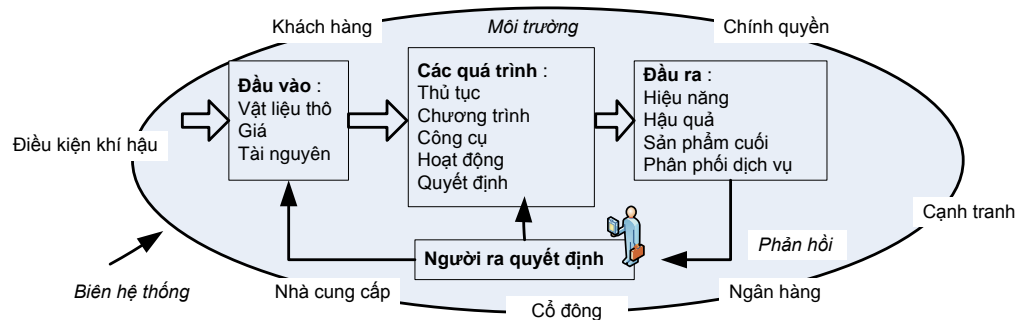 Khách hàng
Môi trường
Chính quyền
Đầu vào :
Vật liệu thô
Giá
Tài nguyên
Các quá trình :
Thủ tục
Chương trình
Công cụ
Hoạt động
Quyết định
Đầu ra :
Hiệu năng
Hậu quả
Sản phẩm cuối
Phân phối dịch vụ
Điều kiện khí hậu
Cạnh tranh
Người ra quyết định
Phản hồi
Biên hệ thống
Nhà cung cấp
Cổ đông
Ngân hàng